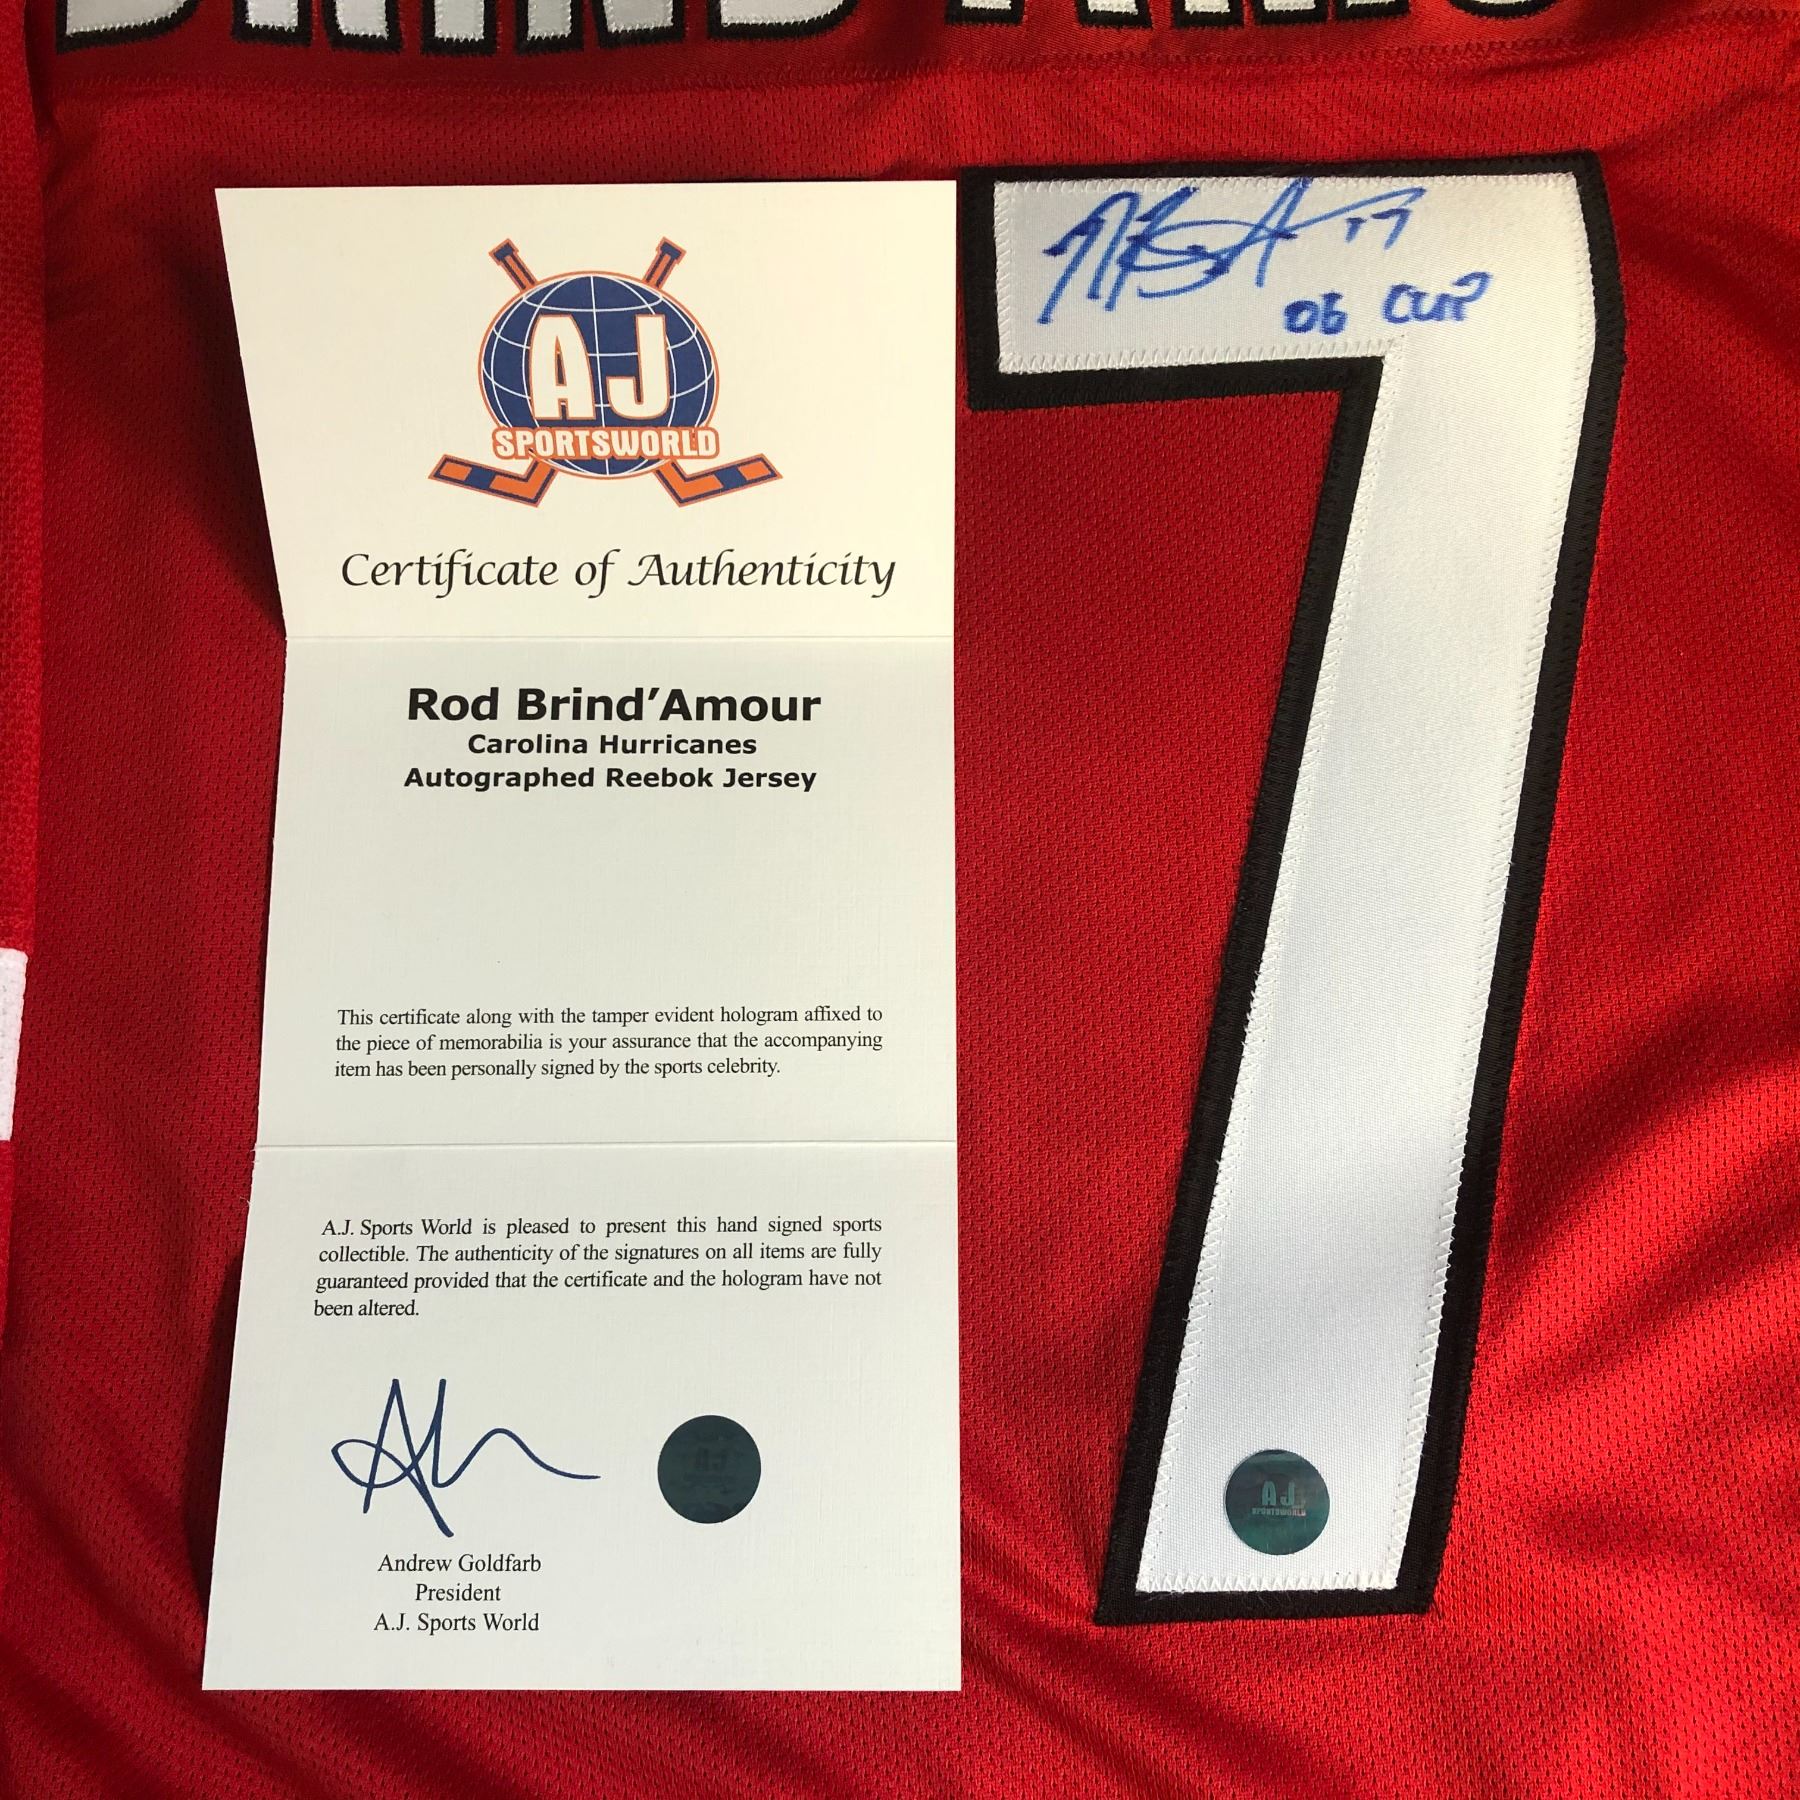 AJ
SPORTSWORLD
Certificate of Authenticity
Rod Brind'Amour
Carolina Hurricanes
Autographed Reebok Jersey
This certificate along with the tamper evident hologram affixed to
the piece of memorabilia is your assurance that the accompanying
item has been personally signed by the sports celebrity.
A.J. Sports World is pleased to present this hand signed sports
collectible. The authenticity of the signatures on all items are fully
guaranteed provided that the certificate and the hologram have not
been altered.
Andrew Goldfarb
President
A.J. Sports World
AJ
7
17
06 CUP
AJ
SPORTSWORLD